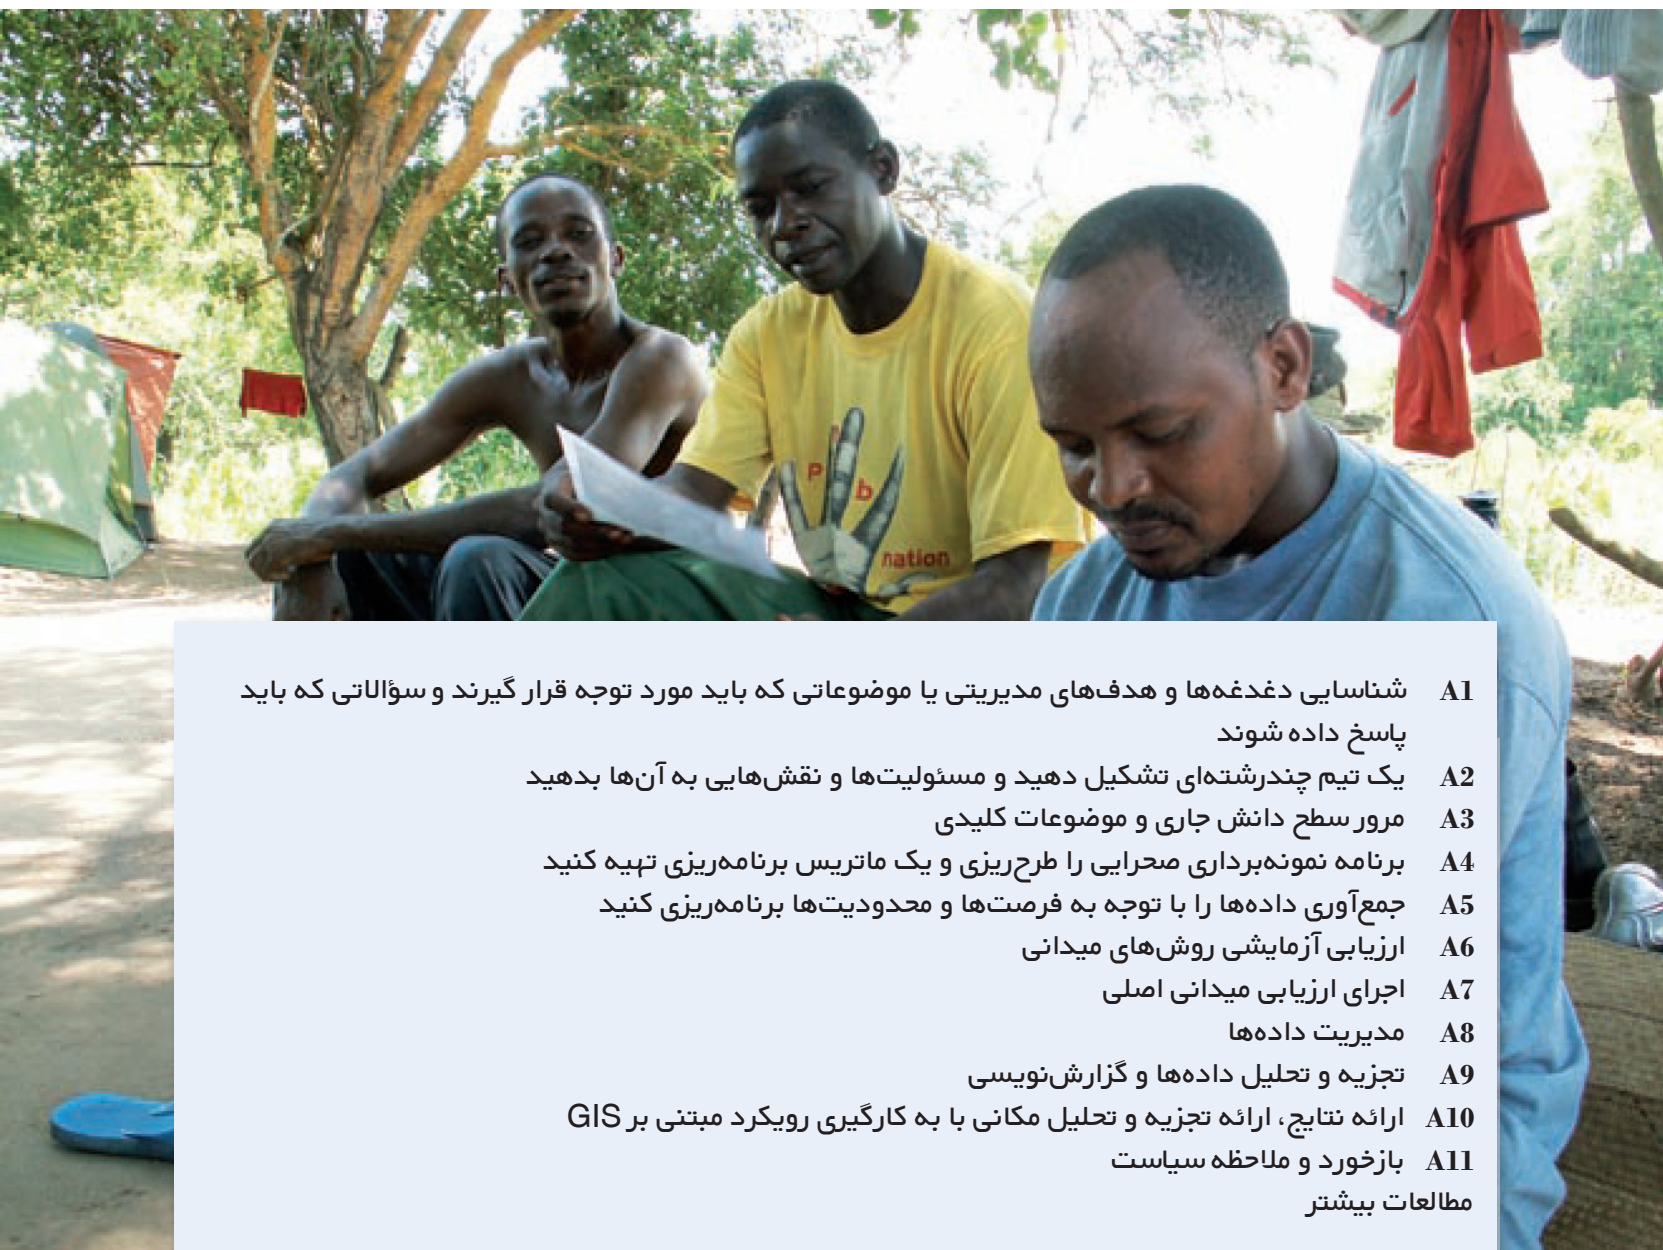 P
b
nation
A1 شناسایی دغدغه‌ها و هدف‌های مدیریتی یا موضوعاتی که باید مورد توجه قرار گیرند و سؤالاتی که باید
پاسخ داده شوند
A2 یک تیم چندرشته‌ای تشکیل دهید و مسئولیت‌ها و نقش‌هایی به آن‌ها بدهید
A3 مرور سطح دانش جاری و موضوعات کلیدی
A4 برنامه نمونه‌برداری صحرایی را طرح‌ریزی و یک ماتریس برنامه‌ریزی تهیه کنید
A5 جمع‌آوری داده‌ها را با توجه به فرصت‌ها و محدودیت‌ها برنامه‌ریزی کنید
A6 ارزیابی آزمایشی روش‌های میدانی
A7 اجرای ارزیابی میدانی اصلی
A8 مدیریت داده‌ها
A9 تجزیه و تحلیل داده‌ها و گزارش‌نویسی
A10 ارائه نتایج، ارائه تجزیه و تحلیل مکانی با به کارگیری رویکرد مبتنی بر GIS
A11 بازخورد و ملاحظه سیاست
مطالعات بیشتر